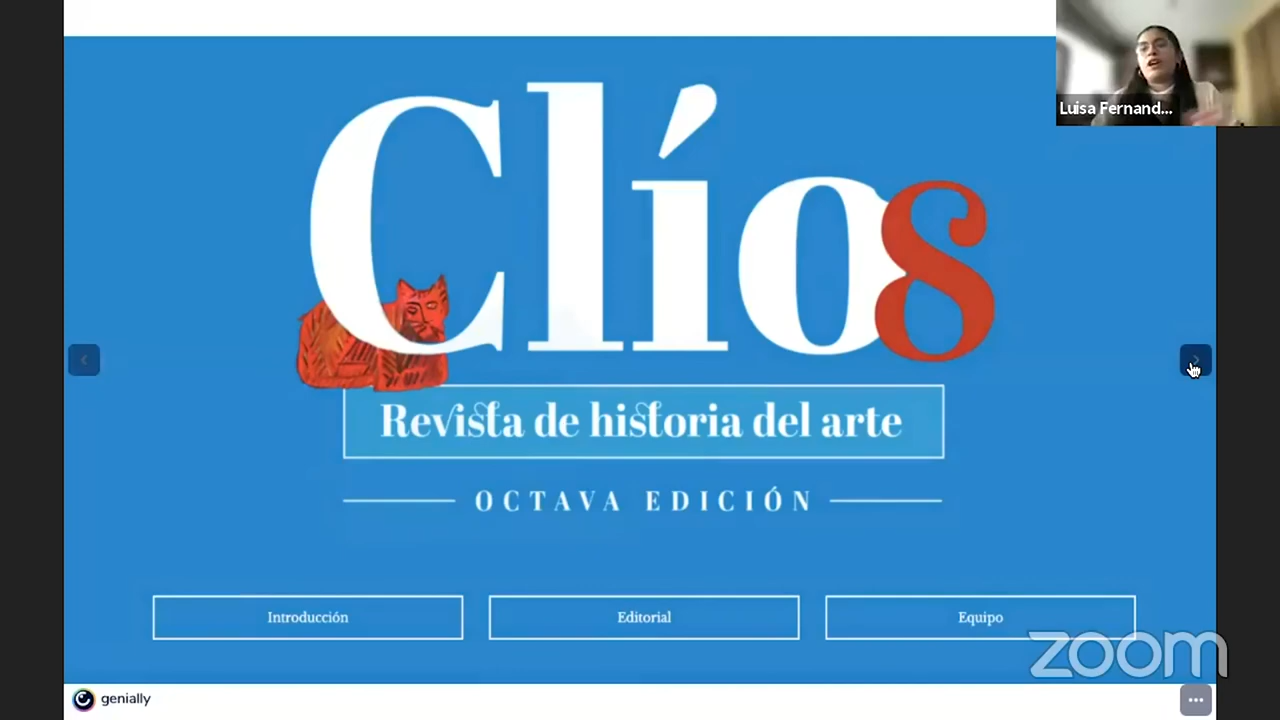 Luisa Fernand...
Clío8
Revista de historia del arte
OCTAVA EDICIÓN
Introducción
Editorial
Equipo
zoom
genially